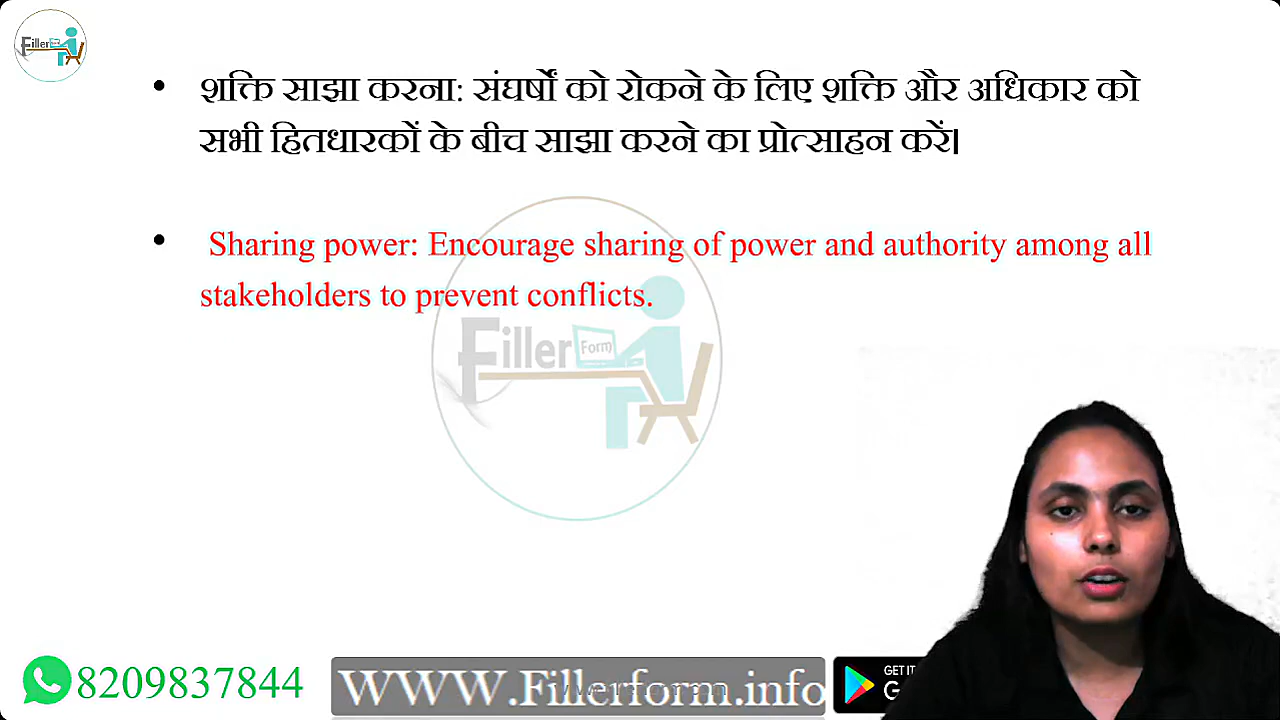 Filler Form
• शक्ति साझा करना: संघर्षों को रोकने के लिए शक्ति और अधिकार को
सभी हितधारकों के बीच साझा करने का प्रोत्साहन करें।
• Sharing power: Encourage sharing of power and authority among all
stakeholders to prevent conflicts.
Filler Form
8209837844
WWW.Fillerform.info
GET IT
G